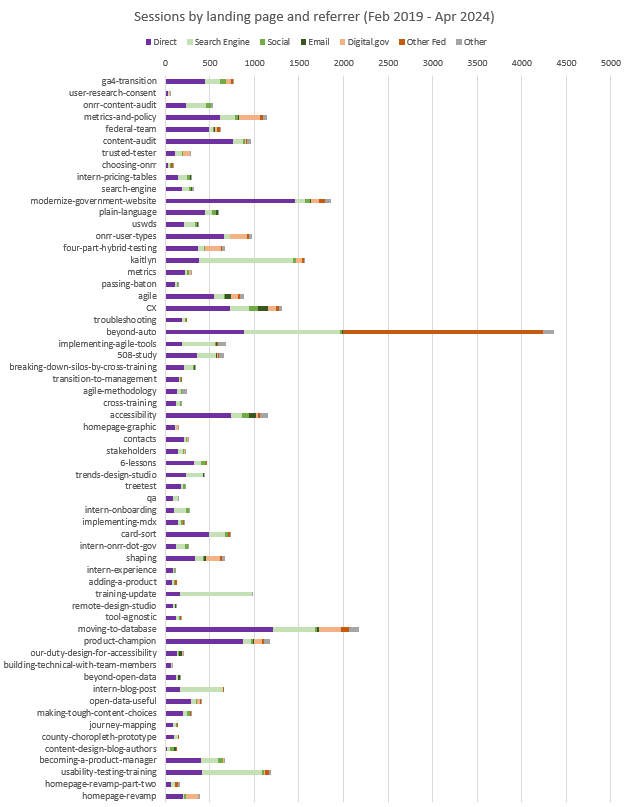 Sessions by landing page and referrer (Feb 2019 - Apr 2024)
Direct Search Engine Social Email Digital.gov Other Fed Other
0 500 1000 1500 2000 2500 3000 3500 4000 4500 5000
ga4-transition
user-research-consent
onrr-content-audit
metrics-and-policy
federal-team
content-audit
trusted-tester
choosing-onrr
intern-pricing-tables
search-engine
modernize-government-website
plain-language
uswds
onrr-user-types
four-part-hybrid-testing
kaitlyn
metrics
passing-baton
agile
CX
troubleshooting
beyond-auto
implementing-agile-tools
508-study
breaking-down-silos-by-cross-training
transition-to-management
agile-methodology
cross-training
accessibility
homepage-graphic
contacts
stakeholders
6-lessons
trends-design-studio
treetest
qa
intern-onboarding
implementing-mdx
card-sort
intern-onrr-dot-gov
shaping
intern-experience
adding-a-product
training-update
remote-design-studio
tool-agnostic
moving-to-database
product-champion
our-duty-design-for-accessibility
building-technical-with-team-members
beyond-open-data
intern-blog-post
open-data-useful
making-tough-content-choices
journey-mapping
county-choropleth-prototype
content-design-blog-authors
becoming-a-product-manager
usability-testing-training
homepage-revamp-part-two
homepage-revamp